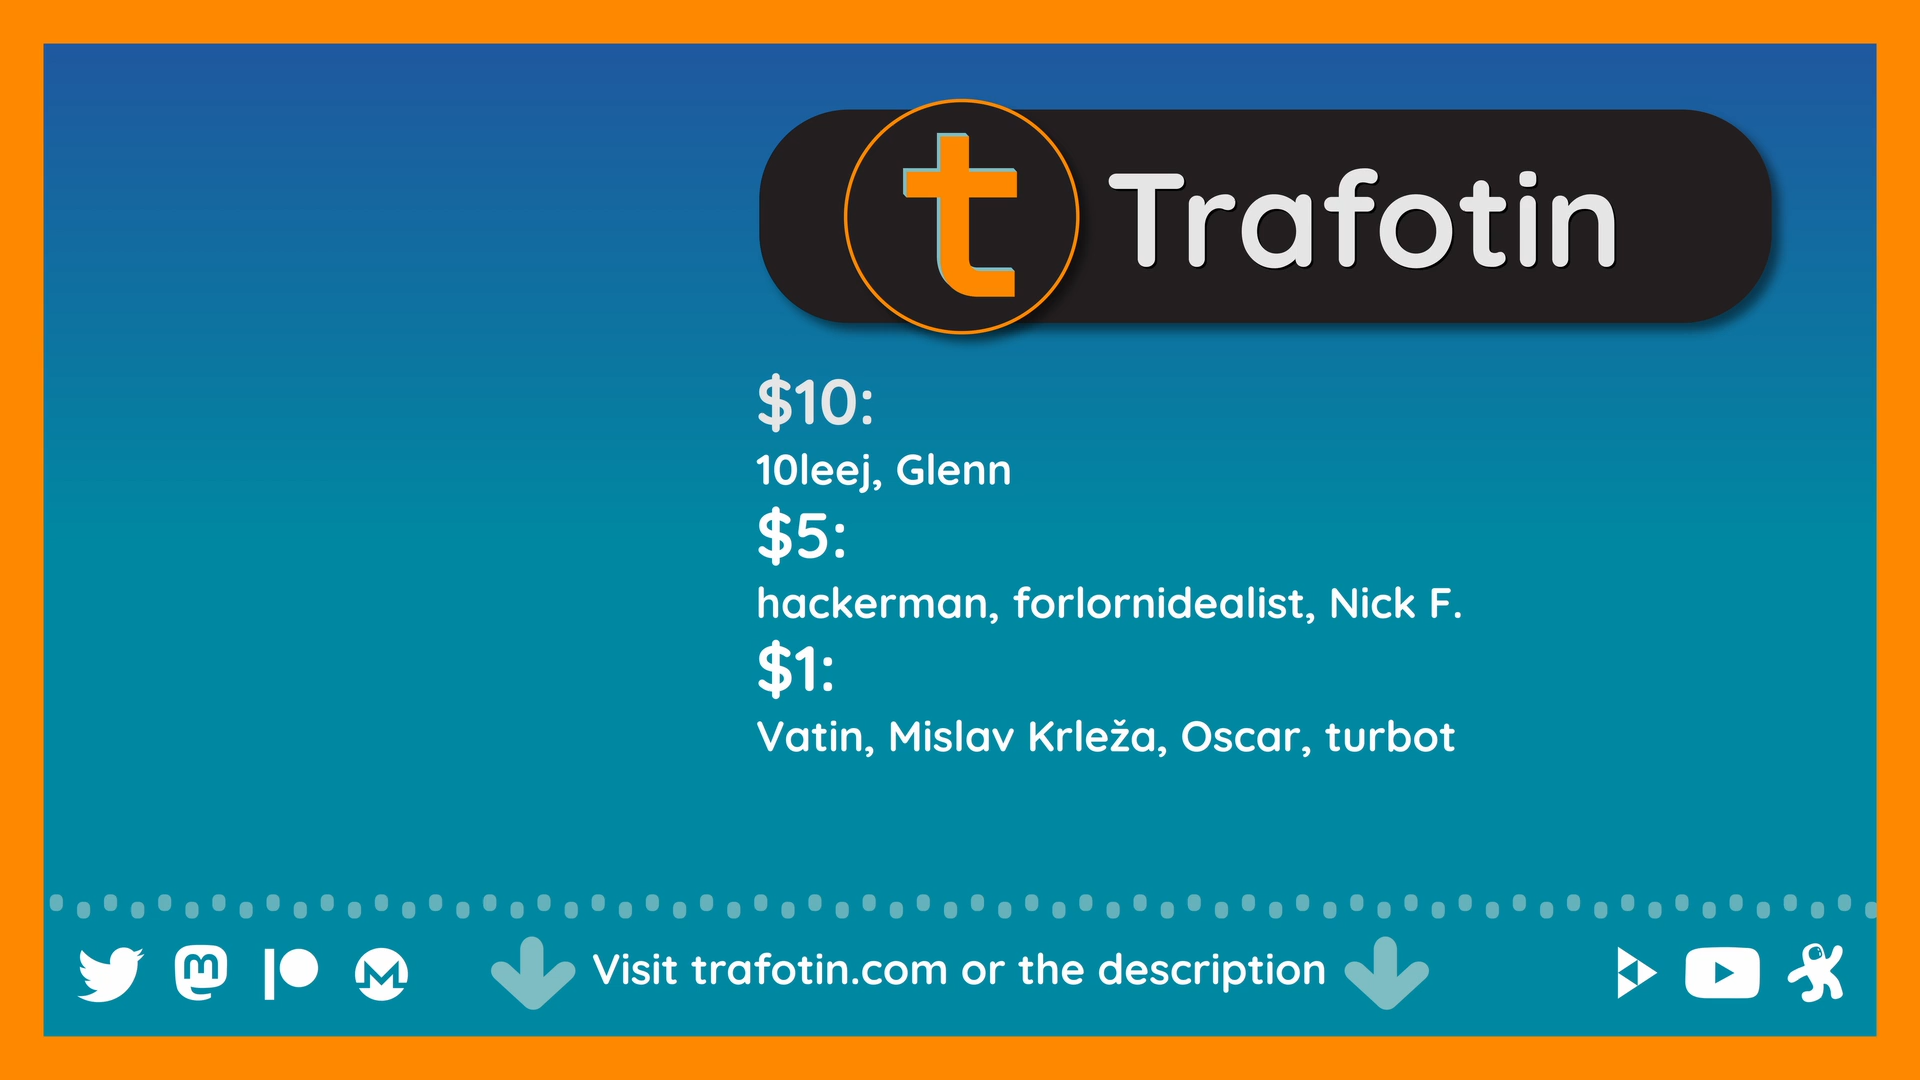 t Trafotin
$10:
10leej, Glenn
$5:
hackerman, forlornidealist, Nick F.
$1:
Vatin, Mislav Krleža, Oscar, turbot
Visit trafotin.com or the description